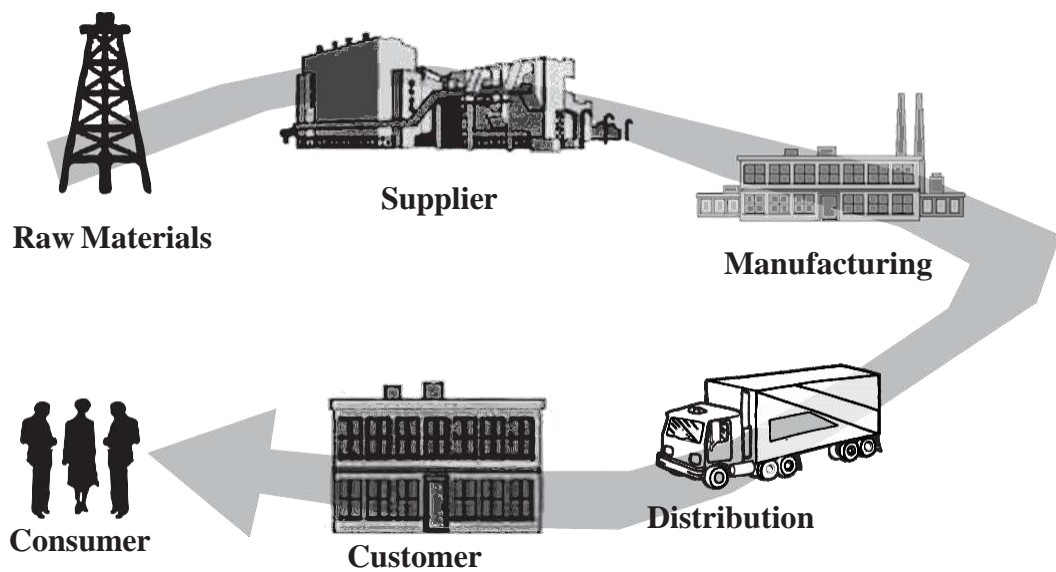 Raw Materials
Supplier
Manufacturing
Distribution
Customer
Consumer